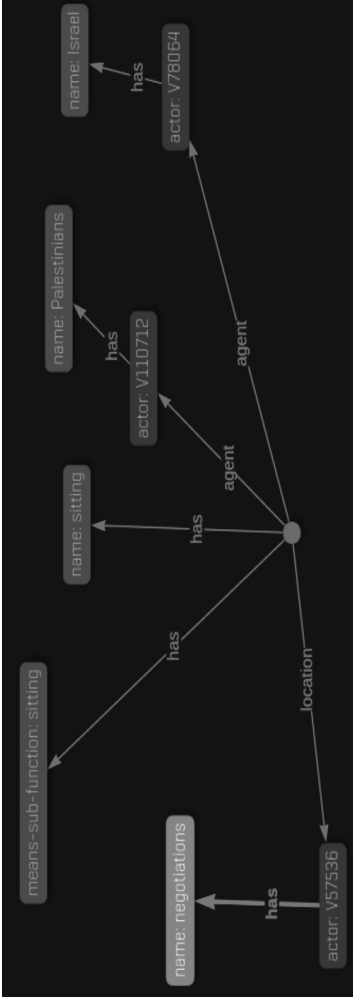 name: Israel
has
actor: V78064
name: Palestinians
has
actor: V110712
agent
agent
name: sitting
has
means-sub-function: sitting
has
location
name: negotiations
has
actor: V57536